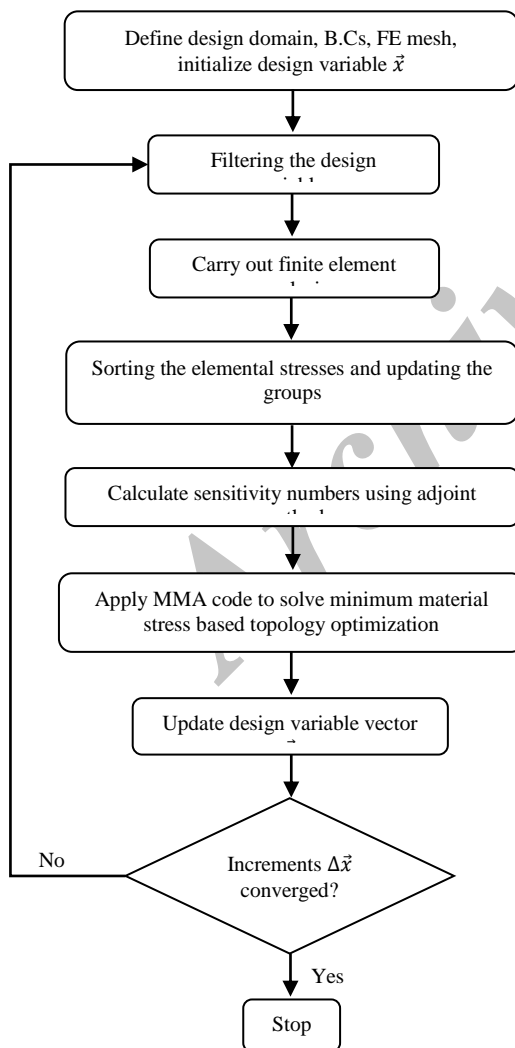 Define design domain, B.Cs, FE mesh,
initialize design variable x⃗
Filtering the design
Carry out finite element
Sorting the elemental stresses and updating the
groups
Calculate sensitivity numbers using adjoint
Apply MMA code to solve minimum material
stress based topology optimization
Update design variable vector
No
Increments Δx⃗
converged?
Yes
Stop